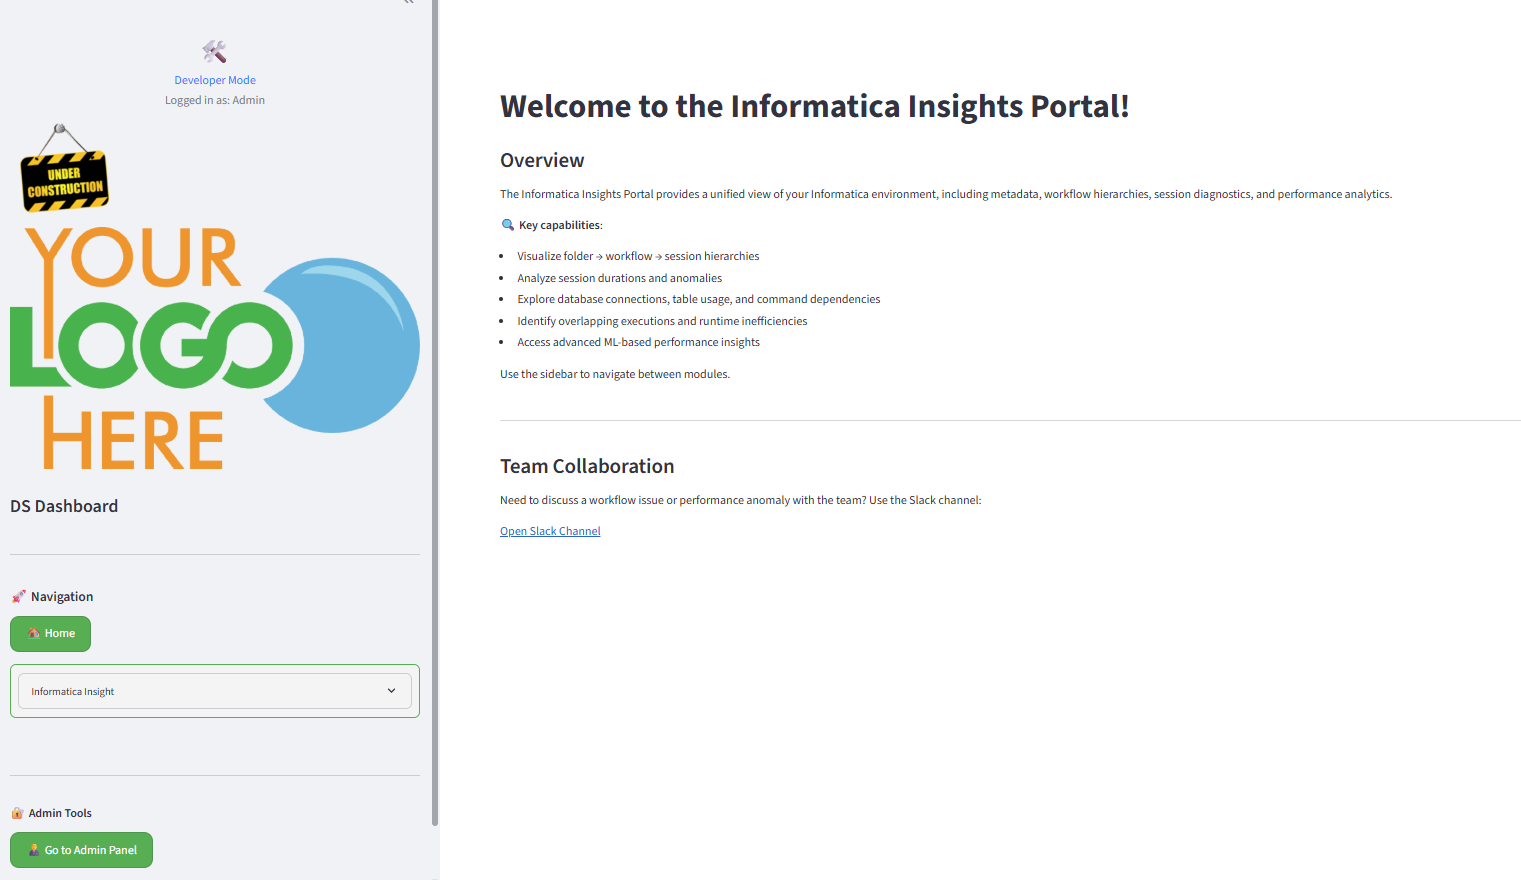 Developer Mode
Logged in as: Admin
UNDER
CONSTRUCTION
YOUR
LOGO
HERE
DS Dashboard
Navigation
Home
Informatica Insight
Admin Tools
Go to Admin Panel
Welcome to the Informatica Insights Portal!
Overview
The Informatica Insights Portal provides a unified view of your Informatica environment, including metadata, workflow hierarchies, session diagnostics, and performance analytics.
Key capabilities:
Visualize folder → workflow → session hierarchies
Analyze session durations and anomalies
Explore database connections, table usage, and command dependencies
Identify overlapping executions and runtime inefficiencies
Access advanced ML-based performance insights
Use the sidebar to navigate between modules.
Team Collaboration
Need to discuss a workflow issue or performance anomaly with the team? Use the Slack channel:
Open Slack Channel